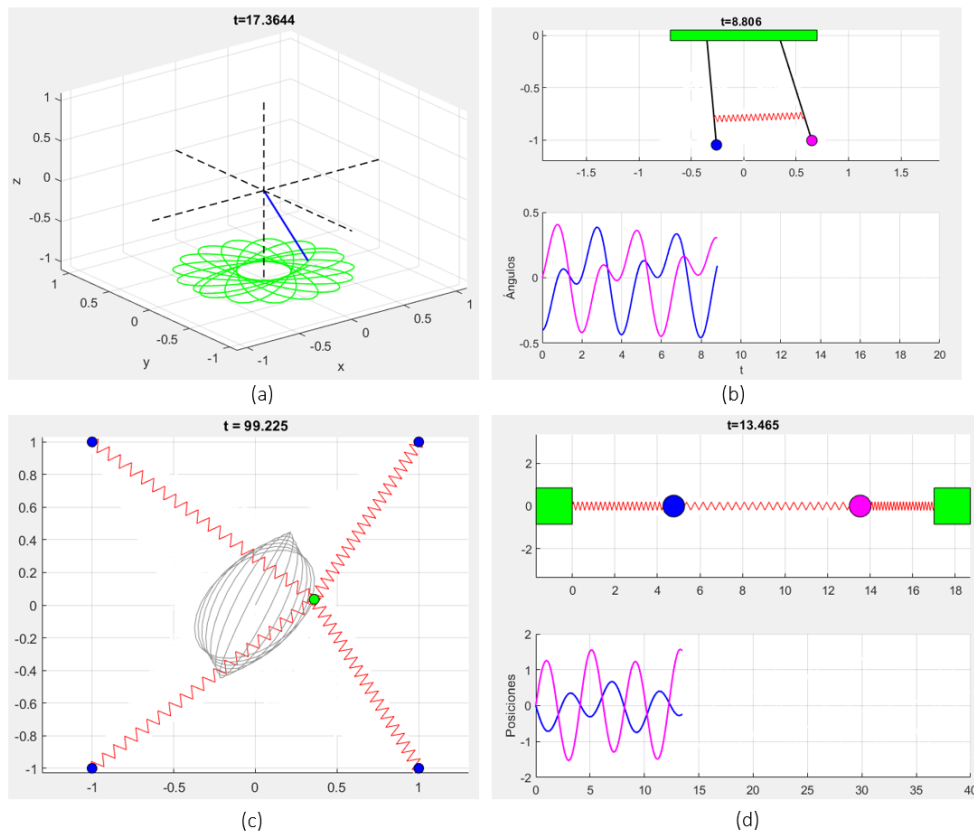 t=17.3644
1
0.5
0
-0.5
-1
z
1
0.5
0
-0.5
-1
y
-1
-0.5
0
0.5
1
x
(a)
t=8.806
0
-0.5
-1
-1.5 -1 -0.5 0 0.5 1 1.5
0.5
0
-0.5
Ángulos
0 2 4 6 8 10 12 14 16 18 20
t
(b)
t = 99.225
1
0.8
0.6
0.4
0.2
0
-0.2
-0.4
-0.6
-0.8
-1
-1 -0.5 0 0.5 1
(c)
t=13.465
2
0
-2
0 2 4 6 8 10 12 14 16 18
2
1
0
-1
-2
Posiciones
0 5 10 15 20 25 30 35 40
(d)